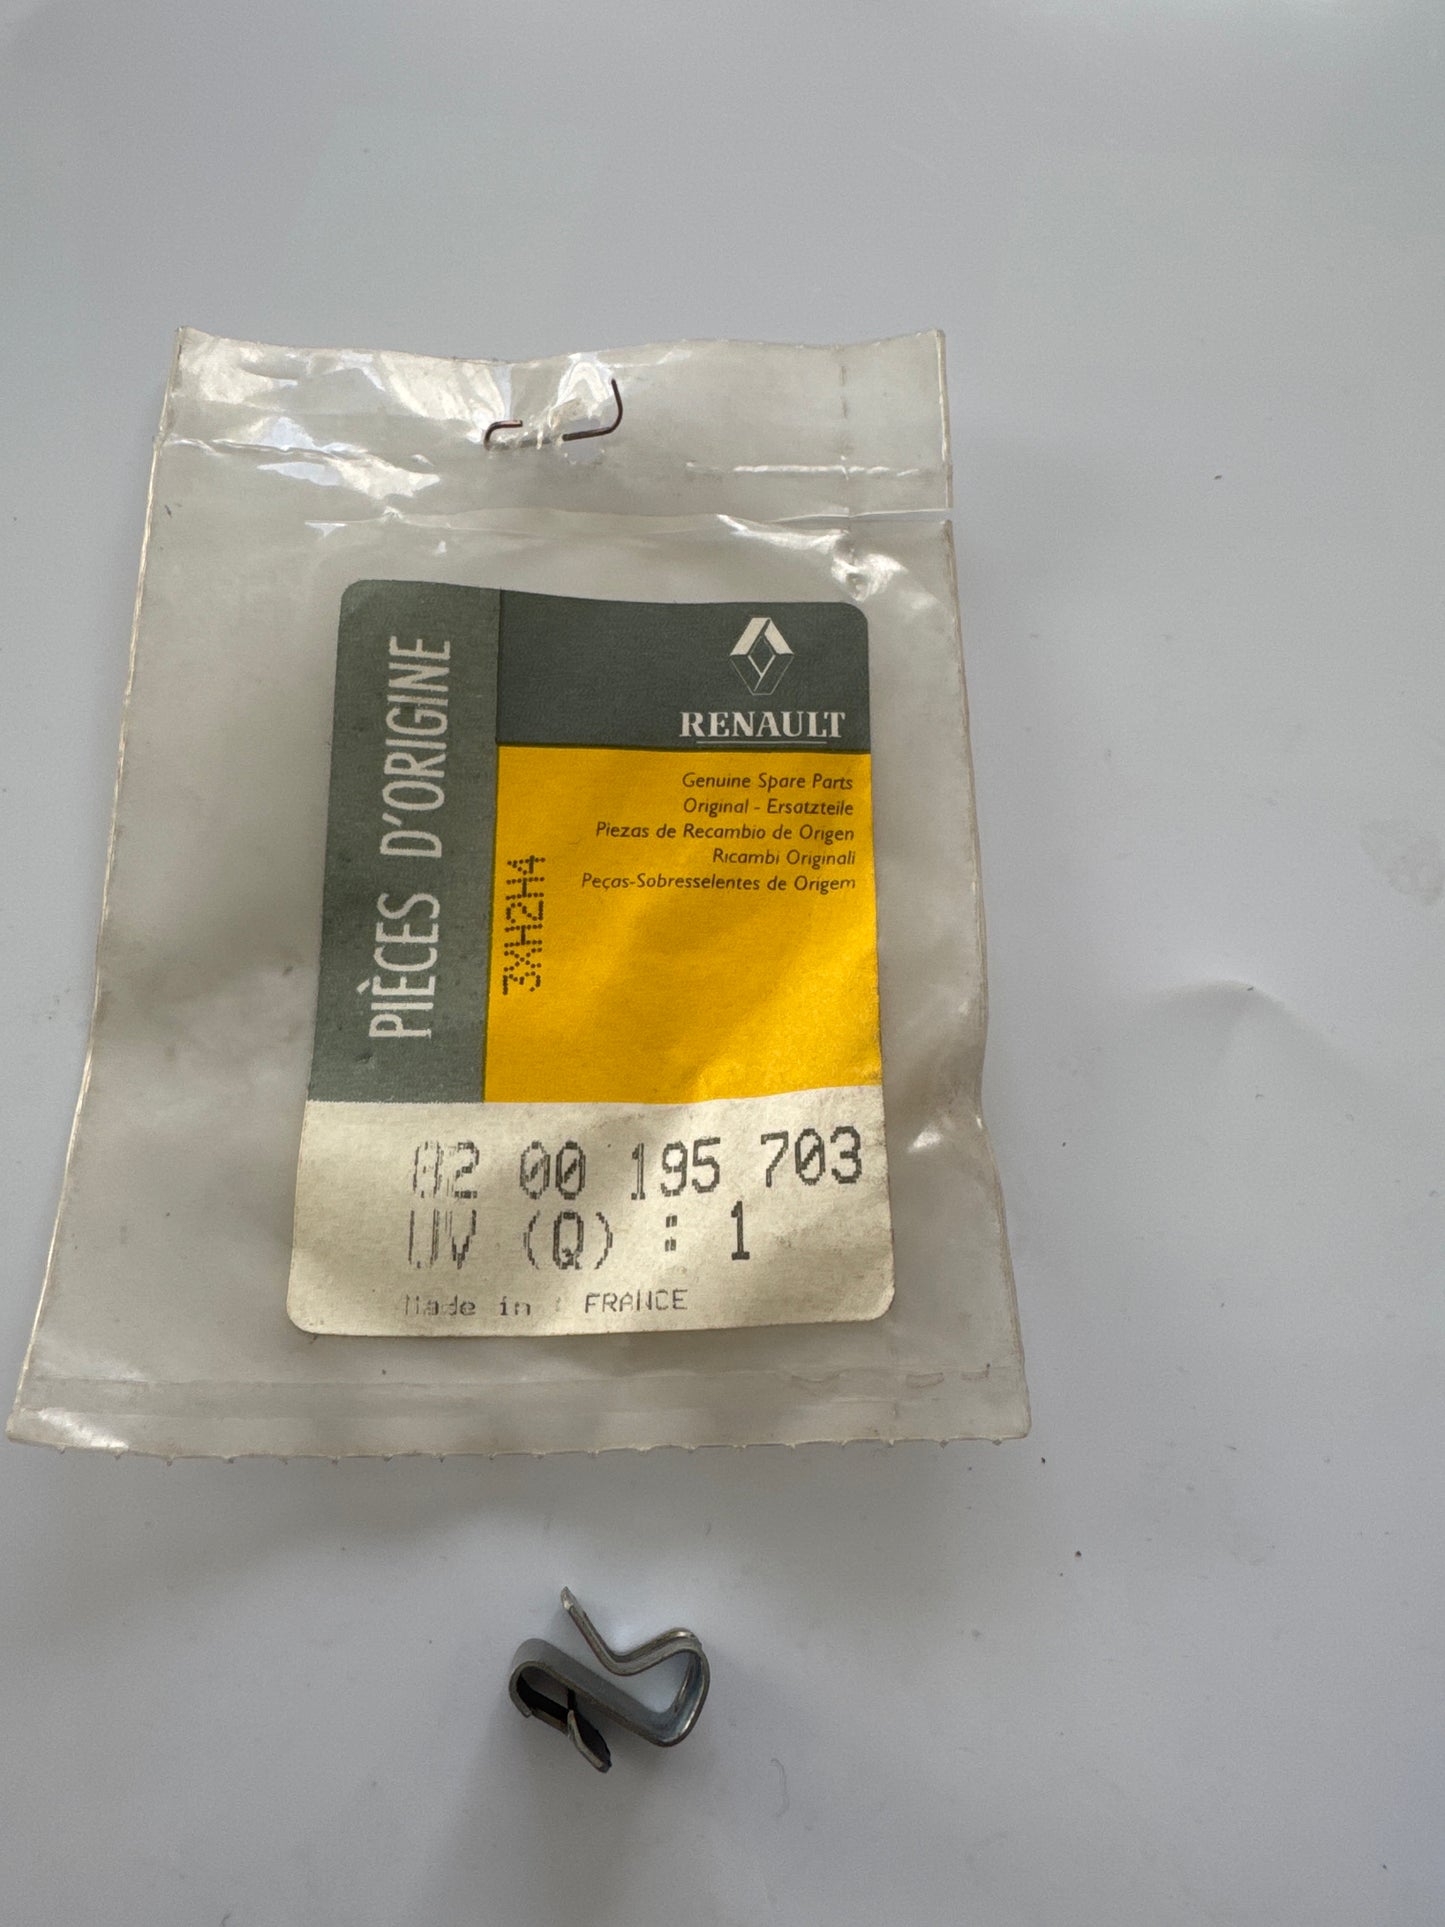 PIÈCES D'ORIGINE
RENAULT
Genuine Spare Parts
Original - Ersatzteile
Piezas de Recambio de Origen
Ricambi Originali
Peças-Sobresselentes de Origem
3XH2H4
82 00 195 703
UV (Q) : 1
Made in : FRANCE